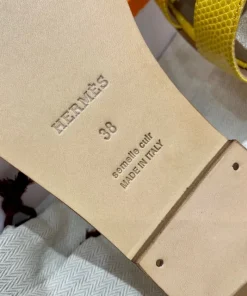 HERMÈS
38
semelle cuir
MADE IN ITALY